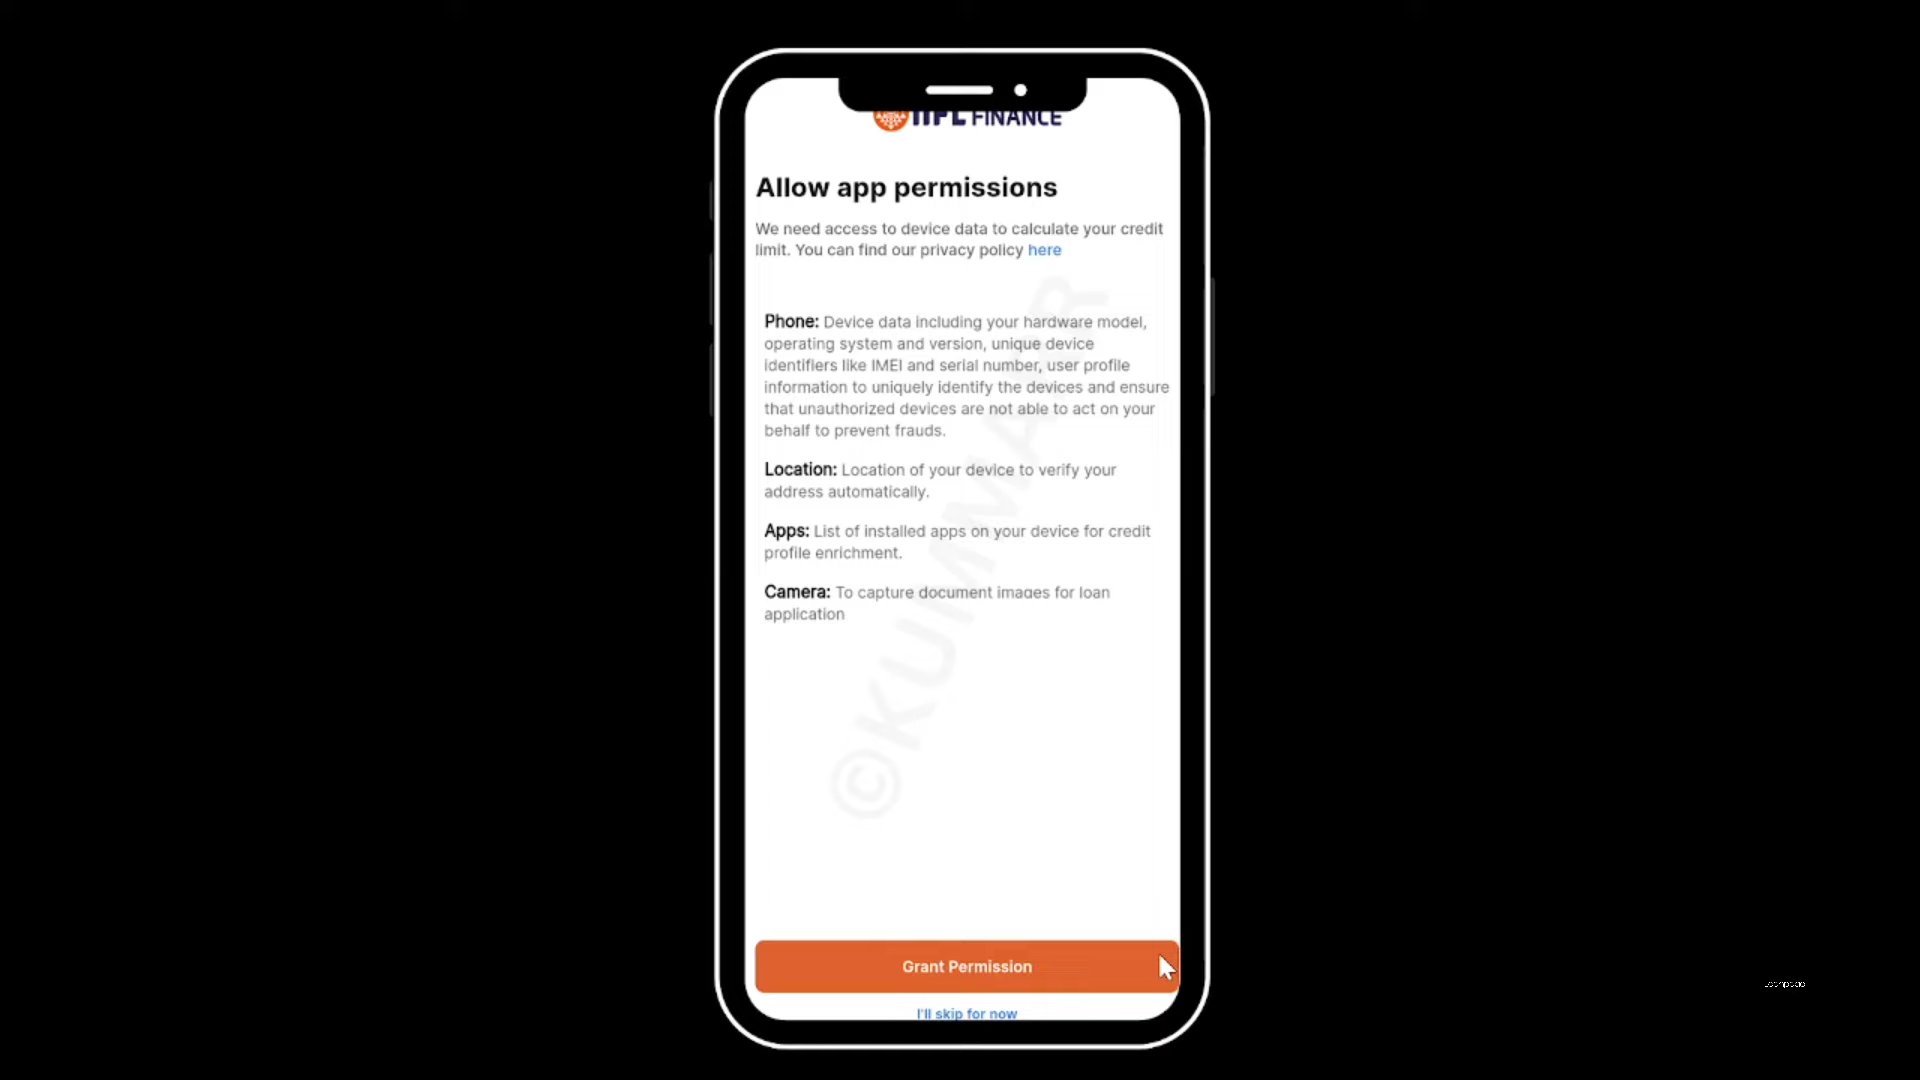 FINANCE
Allow app permissions
We need access to device data to calculate your credit
limit. You can find our privacy policy here
Phone: Device data including your hardware model,
operating system and version, unique device
identifiers like IMEI and serial number, user profile
information to uniquely identify the devices and ensure
that unauthorized devices are not able to act on your
behalf to prevent frauds.
Location: Location of your device to verify your
address automatically.
Apps: List of installed apps on your device for credit
profile enrichment.
Camera: To capture document images for loan
application
©KUMMAR
Grant Permission
I'll skip for now